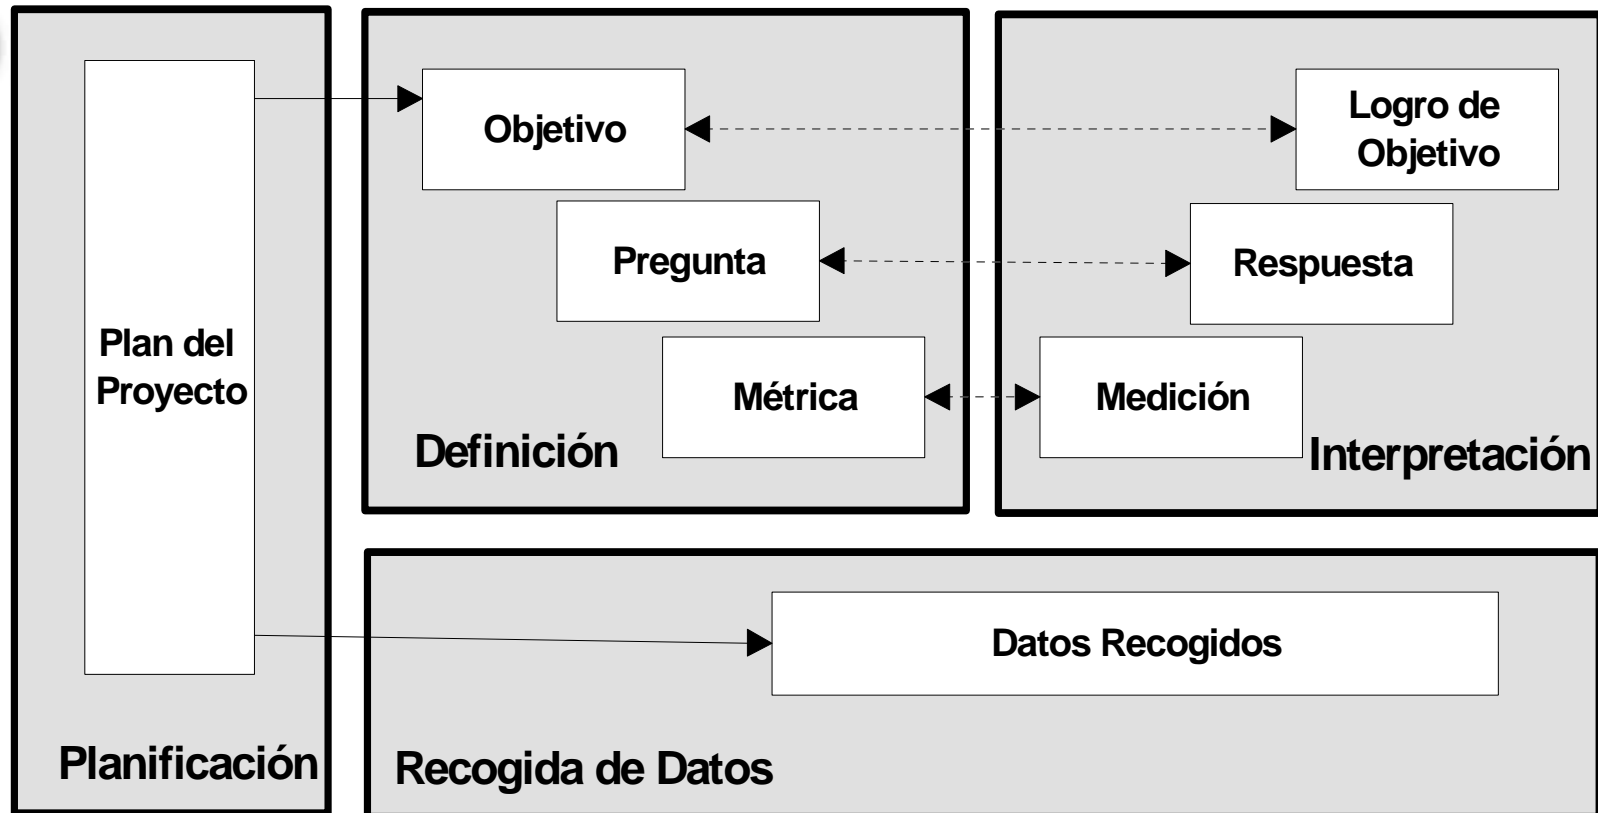 Plan del
Proyecto
Planificación
Objetivo
Pregunta
Métrica
Definición
Logro de
Objetivo
Respuesta
Medición
Interpretación
Datos Recogidos
Recogida de Datos